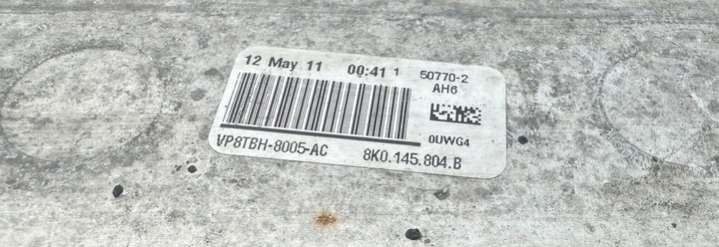 12 May 11 00:41 1 50770-2
AH6
0UWG4
VP8TBH-8005-AC 8K0.145.804.B